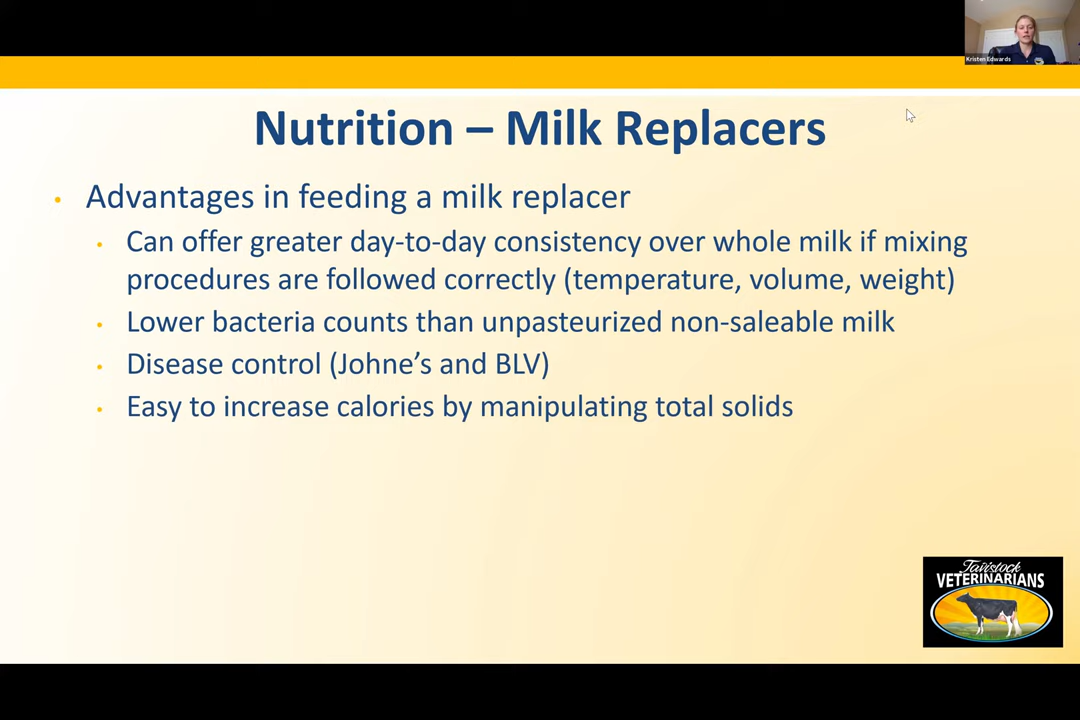 Kristen Edwards
Nutrition – Milk Replacers
• Advantages in feeding a milk replacer
• Can offer greater day-to-day consistency over whole milk if mixing
procedures are followed correctly (temperature, volume, weight)
• Lower bacteria counts than unpasteurized non-saleable milk
• Disease control (Johne’s and BLV)
• Easy to increase calories by manipulating total solids
Tavistock
VETERINARIANS